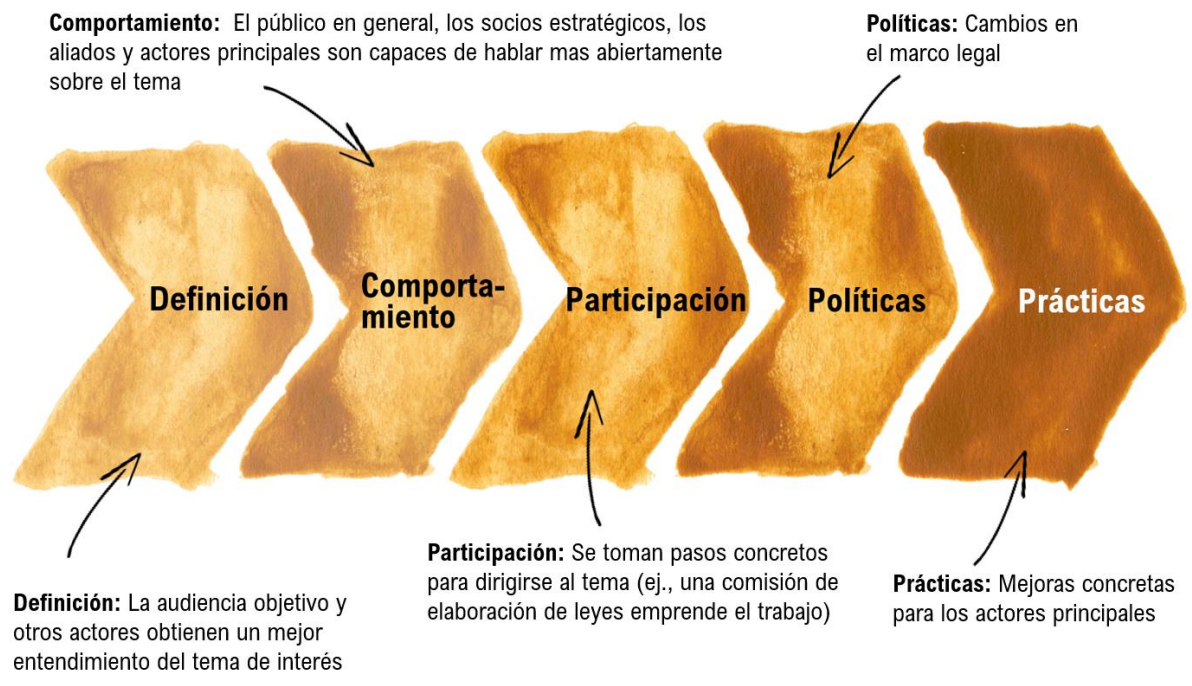 Comportamiento: El público en general, los socios estratégicos, los
aliados y actores principales son capaces de hablar mas abiertamente
sobre el tema
Políticas: Cambios en
el marco legal
Definición
Comporta-
miento
Participación
Políticas
Prácticas
Definición: La audiencia objetivo y
otros actores obtienen un mejor
entendimiento del tema de interés
Participación: Se toman pasos concretos
para dirigirse al tema (ej., una comisión de
elaboración de leyes emprende el trabajo)
Prácticas: Mejoras concretas
para los actores principales